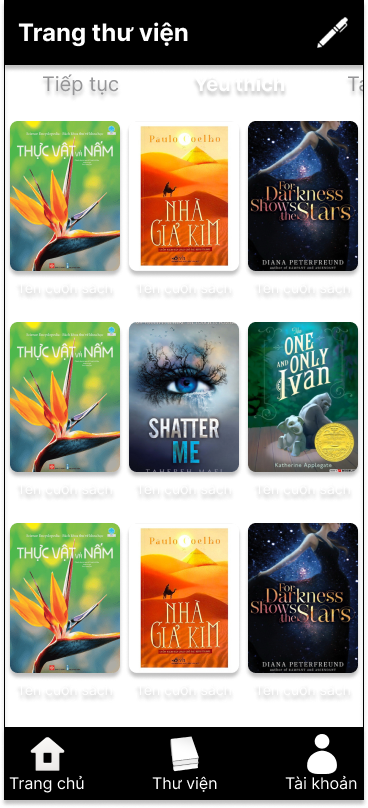 Trang thư viện
Tiếp tục
Yêu thích
THỰC VẬT và NẤM
Paulo Coelho
NHÀ
GIẢ KIM
For
Darkness
Shows
the Stars
DIANA PETERFREUND
Tên cuốn sách
Tên cuốn sách
Tên cuốn sách
THỰC VẬT và NẤM
SHATTER
ME
TAHEREH MAFI
The
ONE
AND ONLY
Ivan
Katherine Applegate
Tên cuốn sách
Tên cuốn sách
Tên cuốn sách
THỰC VẬT và NẤM
Paulo Coelho
NHÀ
GIẢ KIM
For
Darkness
Shows
the Stars
DIANA PETERFREUND
Tên cuốn sách
Tên cuốn sách
Tên cuốn sách
Trang chủ
Thư viện
Tài khoản